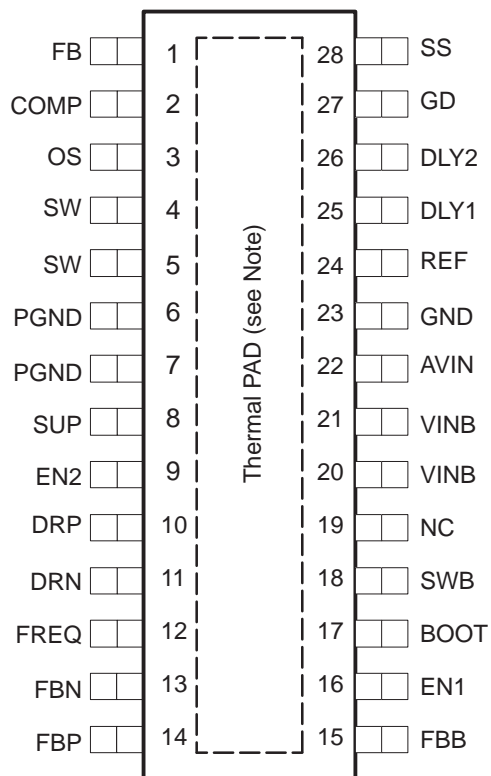 FB 1 28 SS
COMP 2 27 GD
OS 3 26 DLY2
SW 4 25 DLY1
SW 5 24 REF
PGND 6 23 GND
PGND 7 22 AVIN
SUP 8 21 VINB
EN2 9 20 VINB
DRP 10 19 NC
DRN 11 18 SWB
FREQ 12 17 BOOT
FBN 13 16 EN1
FBP 14 15 FBB
Thermal PAD (see Note)